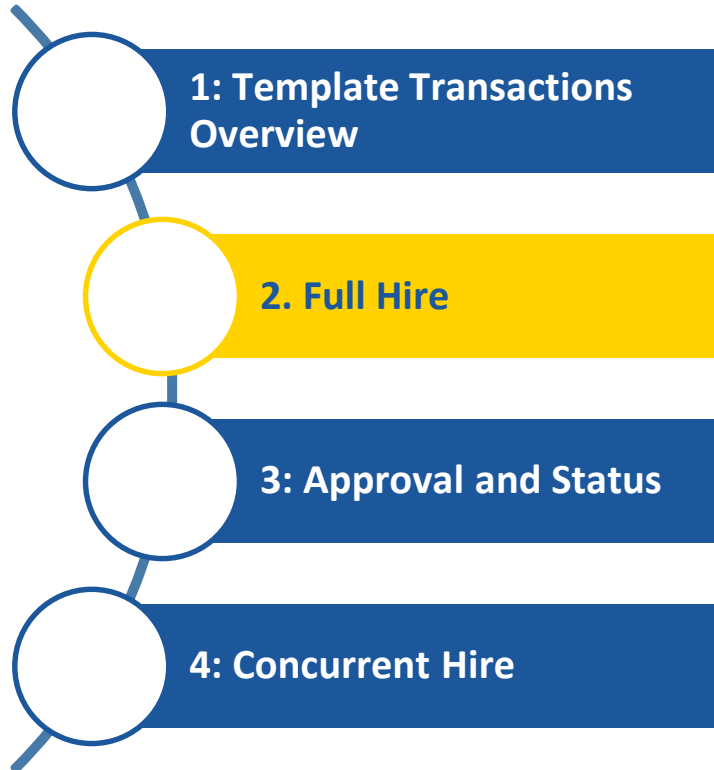 1: Template Transactions
Overview
2. Full Hire
3: Approval and Status
4: Concurrent Hire